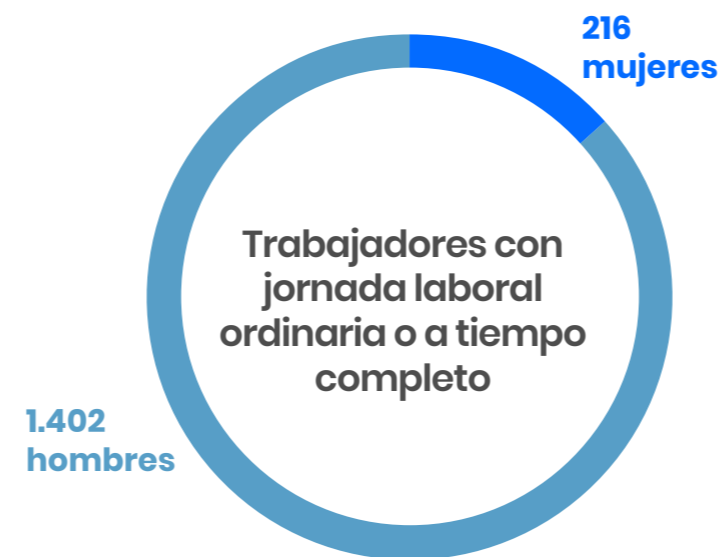 216
mujeres
Trabajadores con
jornada laboral
ordinaria o a tiempo
completo
1.402
hombres